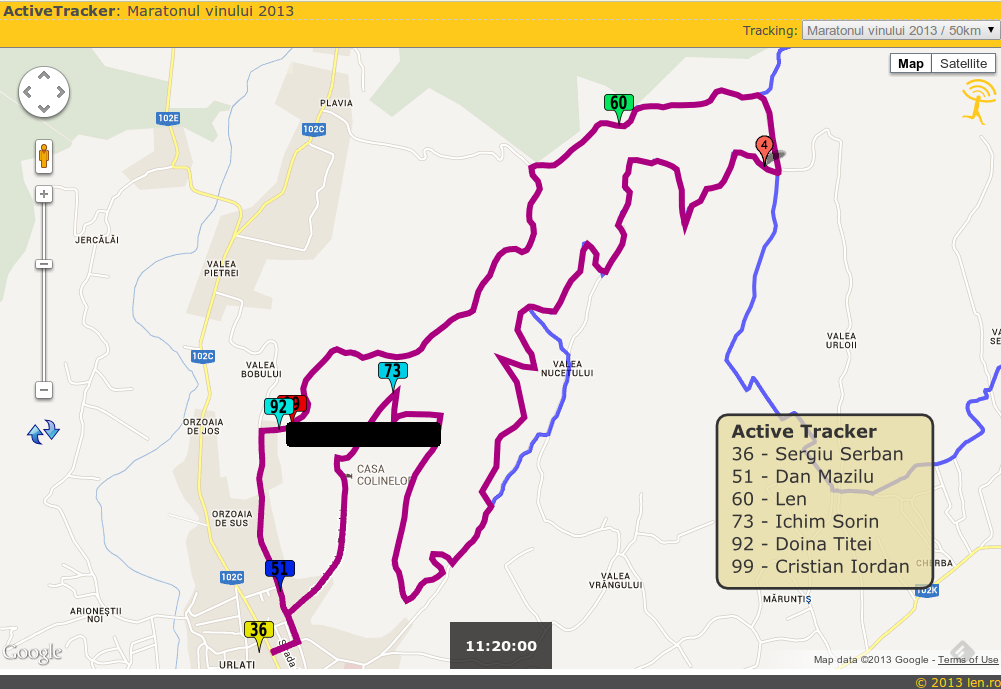 ActiveTracker: Maratonul vinului 2013
Tracking: Maratonul vinului 2013 / 50km
Map Satellite
PLAVIA
102E
102C
60
4
JERCĂLĂI
VALEA
PIETREI
VALEA
URLOII
102C
VALEA
BOBULUI
73
VALEA
NUCETULUI
92
ORZOAIA
DE JOS
CASA
COLINELOR
Active Tracker
36 - Sergiu Serban
51 - Dan Mazilu
60 - Len
73 - Ichim Sorin
92 - Doina Titei
99 - Cristian Iordan
ORZOAIA
DE SUS
51
102C
VALEA
VRÂNGULUI
CHERBA
102K
MĂRUNȚIȘ
ARIONEȘTII
NOI
36
11:20:00
Google
URLATI
Strada
Map data ©2013 Google - Terms of Use
© 2013 len.ro